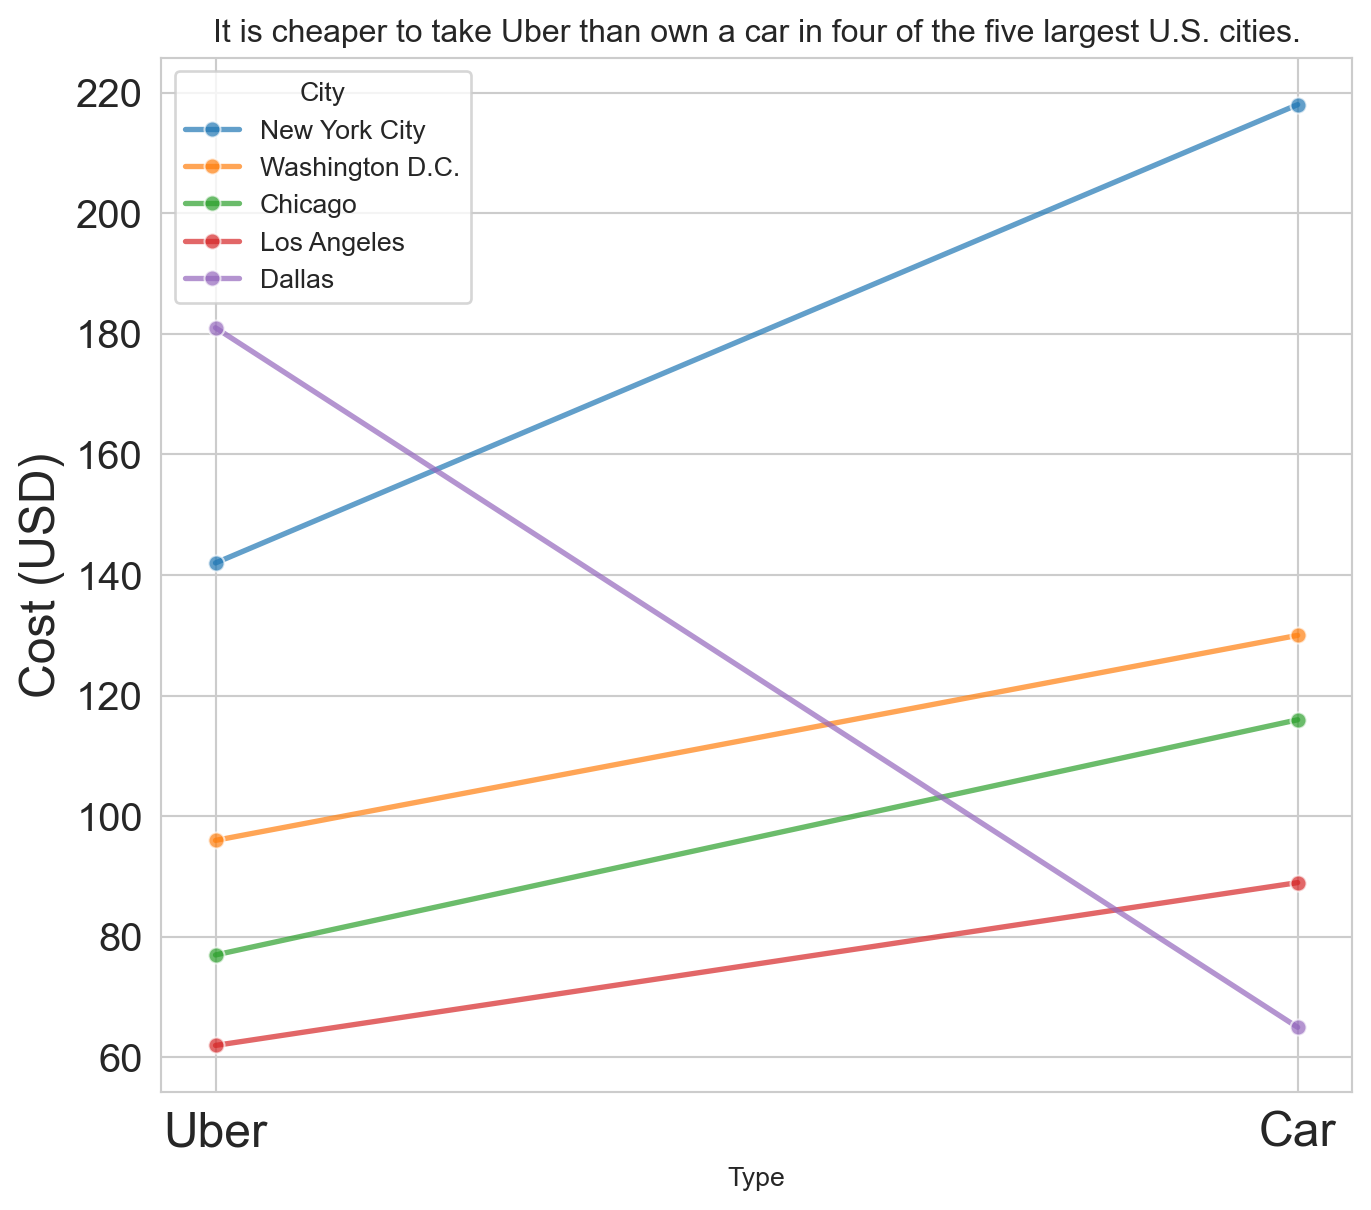 It is cheaper to take Uber than own a car in four of the five largest U.S. cities.
City
New York City
Washington D.C.
Chicago
Los Angeles
Dallas
220
200
180
160
140
120
100
80
60
Cost (USD)
Uber
Car
Type